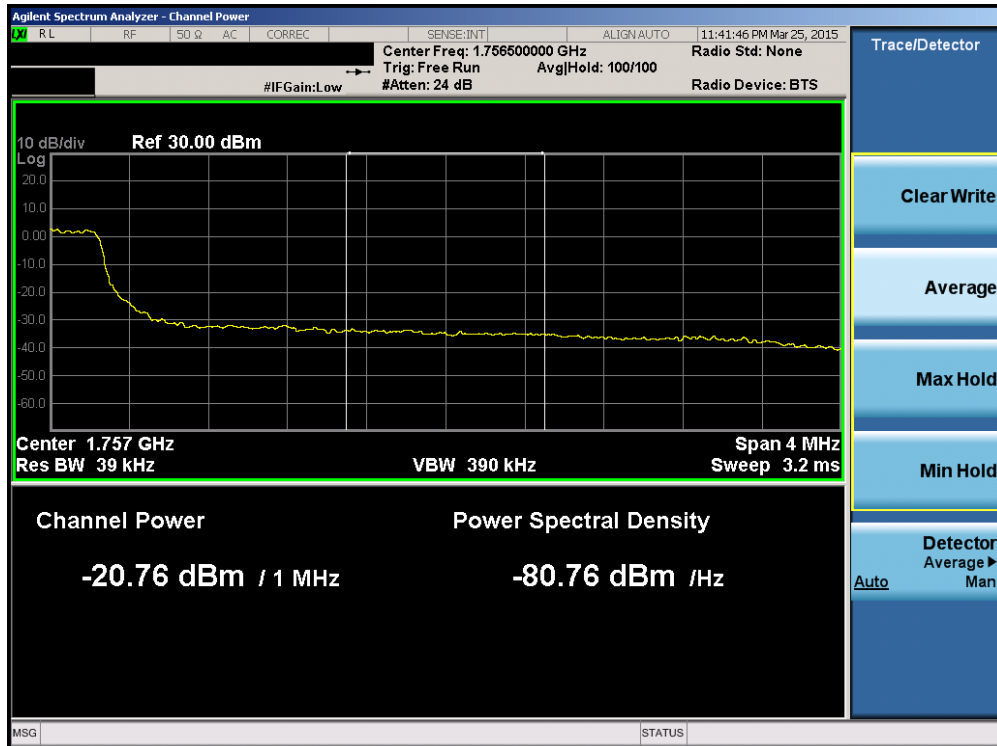 Agilent Spectrum Analyzer - Channel Power
LXI RL RF 50 Ω AC CORREC SENSE:INT ALIGN AUTO 11:41:46 PM Mar 25, 2015
Center Freq: 1.756500000 GHz Radio Std: None
Trig: Free Run Avg|Hold: 100/100
#IFGain:Low #Atten: 24 dB Radio Device: BTS
Trace/Detector
10 dB/div Ref 30.00 dBm
Log
20.0
10.0
0.00
-10.0
-20.0
-30.0
-40.0
-50.0
-60.0
Center 1.757 GHz Span 4 MHz
Res BW 39 kHz VBW 390 kHz Sweep 3.2 ms
Channel Power Power Spectral Density
-20.76 dBm / 1 MHz -80.76 dBm /Hz
Clear Write
Average
Max Hold
Min Hold
Detector
Average▶
Auto Man
MSG STATUS